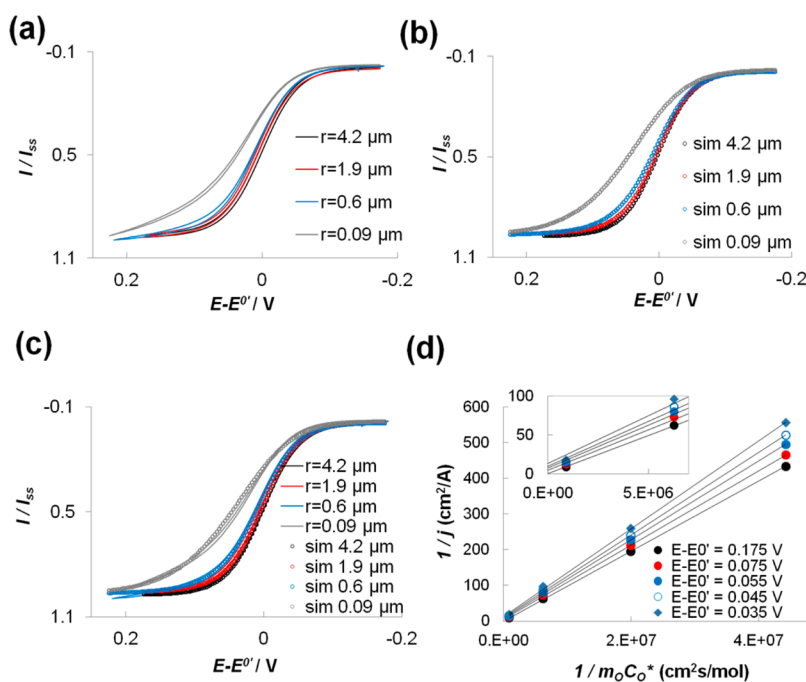 (a)
-0.1
0.5
1.1
I / Iss
r=4.2 µm
r=1.9 µm
r=0.6 µm
r=0.09 µm
0.2 0 -0.2
E-E0'/ V
(b)
-0.1
0.5
1.1
I / Iss
sim 4.2 µm
sim 1.9 µm
sim 0.6 µm
sim 0.09 µm
0.2 0 -0.2
E-E0'/ V
(c)
-0.1
0.5
1.1
I / Iss
r=4.2 µm
r=1.9 µm
r=0.6 µm
r=0.09 µm
sim 4.2 µm
sim 1.9 µm
sim 0.6 µm
sim 0.09 µm
0.2 0 -0.2
E-E0'/ V
(d)
600
500
400
300
200
100
0
1/ j (cm2/A)
100
50
0
0.E+00 5.E+06
E-E0' = 0.175 V
E-E0' = 0.075 V
E-E0' = 0.055 V
E-E0' = 0.045 V
E-E0' = 0.035 V
0.E+00 2.E+07 4.E+07
1/ mOCO* (cm2s/mol)